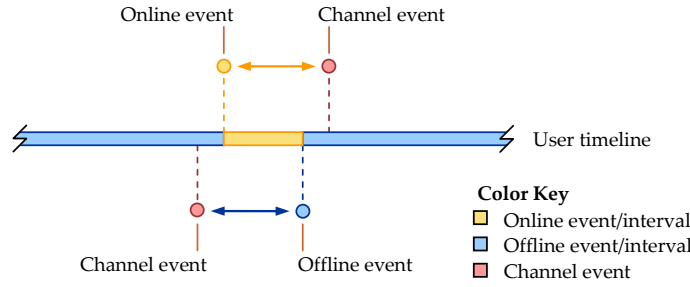 Online event
Channel event
User timeline
Color Key
Online event/interval
Offline event/interval
Channel event
Channel event
Offline event